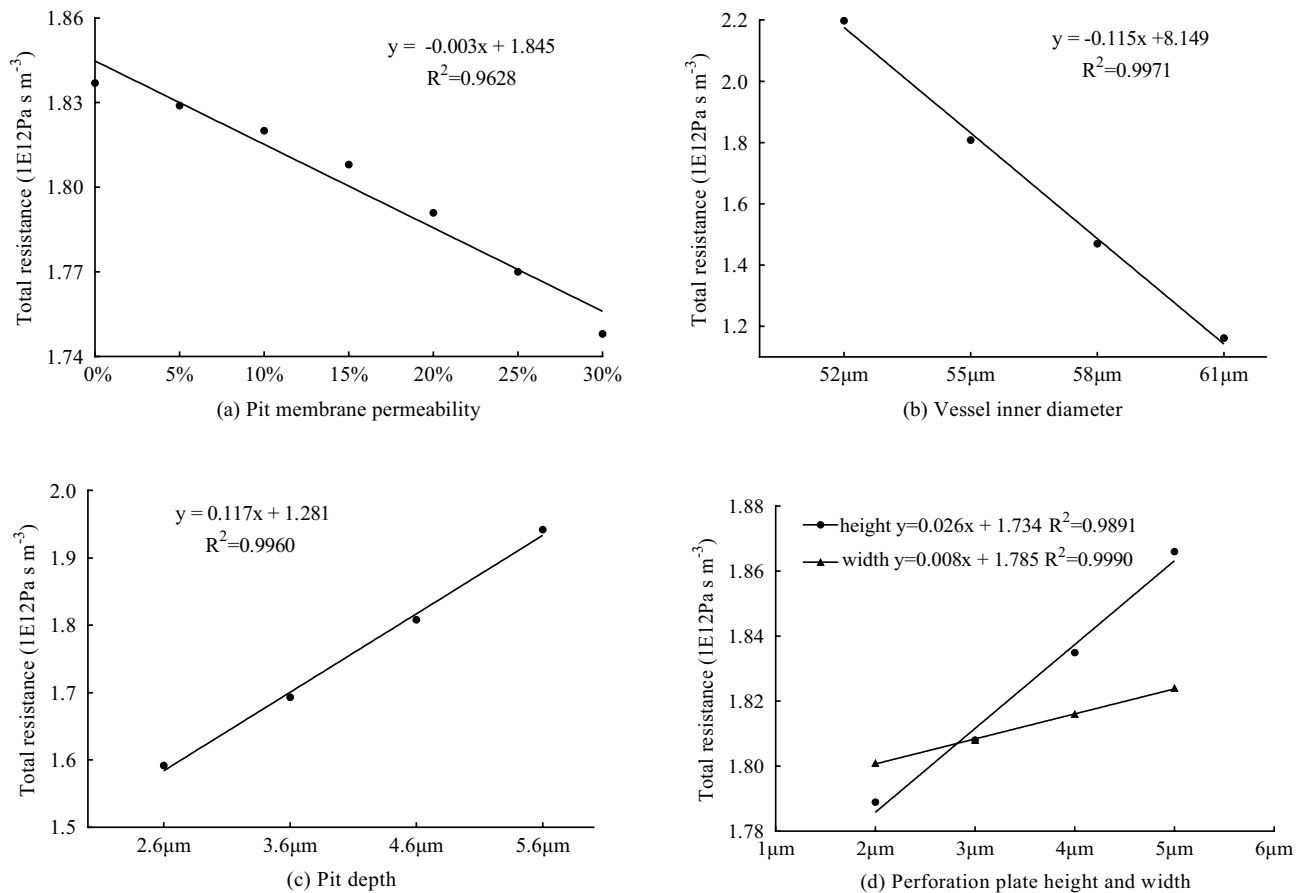 1.86
1.83
1.80
1.77
1.74
Total resistance (1E12Pa s m-3)
y = -0.003x + 1.845
R2=0.9628
0% 5% 10% 15% 20% 25% 30%
(a) Pit membrane permeability
2.2
2.0
1.8
1.6
1.4
1.2
Total resistance (1E12Pa s m-3)
y = -0.115x +8.149
R2=0.9971
52μm 55μm 58μm 61μm
(b) Vessel inner diameter
2.0
1.9
1.8
1.7
1.6
1.5
Total resistance (1E12Pa s m-3)
y = 0.117x + 1.281
R2=0.9960
2.6μm 3.6μm 4.6μm 5.6μm
(c) Pit depth
1.88
1.86
1.84
1.82
1.80
1.78
Total resistance (1E12Pa s m-3)
height y=0.026x + 1.734 R2=0.9891
width y=0.008x + 1.785 R2=0.9990
1μm 2μm 3μm 4μm 5μm 6μm
(d) Perforation plate height and width